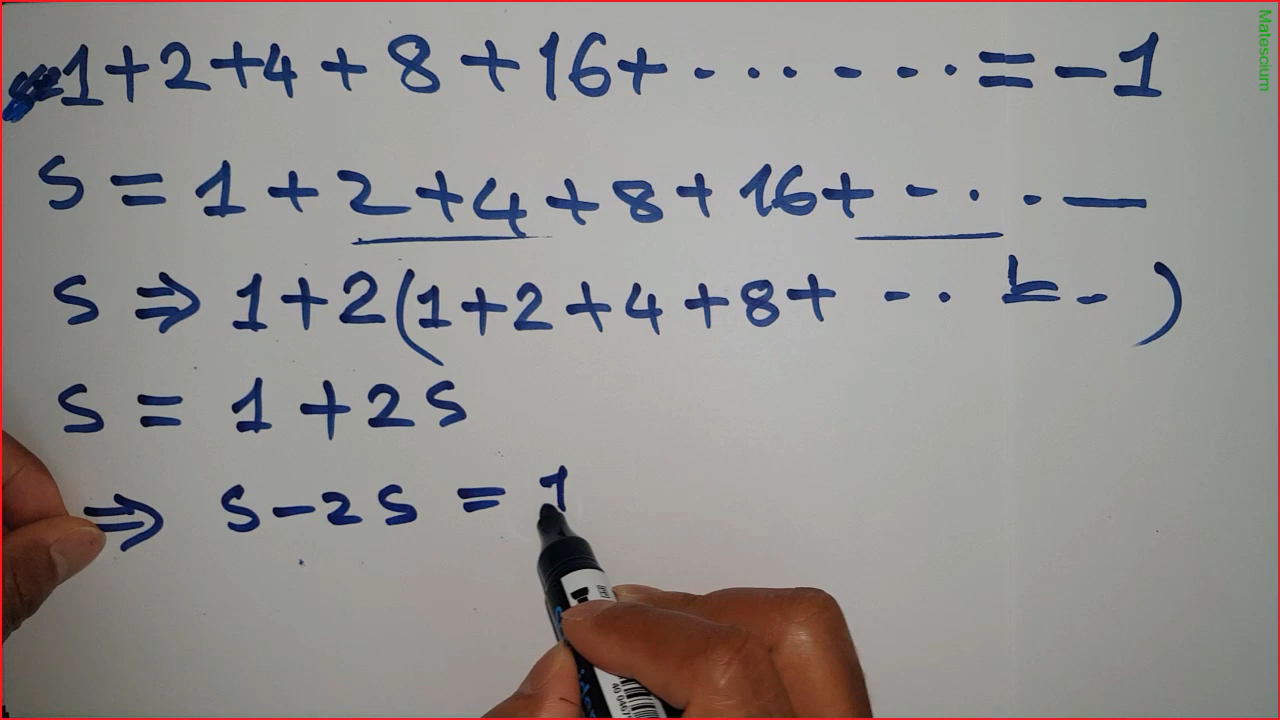 1+2+4+8+16+.......=-1
S=1+2+4+8+16+-..—
S⇒1+2(1+2+4+8+-..-)
S=1+2S
⇒ S-2S=1
Matescium